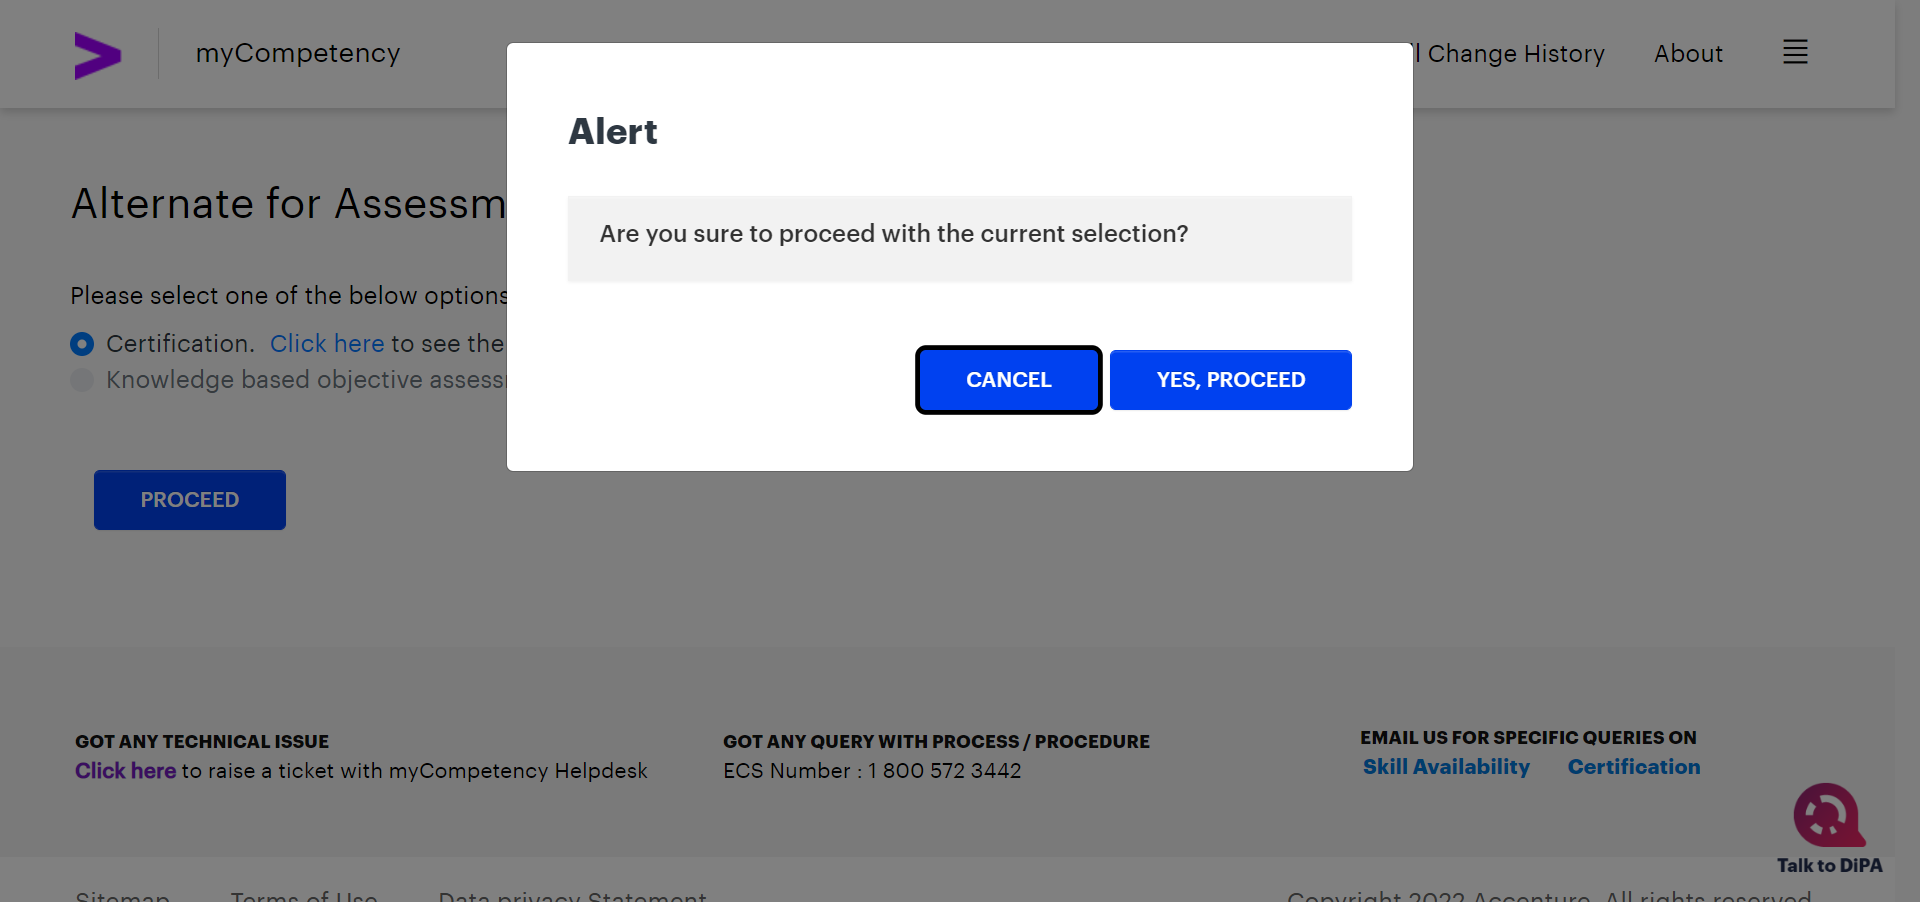 myCompetency
l Change History
About
Alert
Are you sure to proceed with the current selection?
CANCEL
YES, PROCEED
Alternate for Assessm
Please select one of the below options
Certification. Click here to see the
Knowledge based objective assess
PROCEED
GOT ANY TECHNICAL ISSUE
Click here to raise a ticket with myCompetency Helpdesk
GOT ANY QUERY WITH PROCESS / PROCEDURE
ECS Number : 1 800 572 3442
EMAIL US FOR SPECIFIC QUERIES ON
Skill Availability Certification
Talk to DiPA
Sitemap Terms of Use Data privacy Statement Copyright 2022 Accenture. All rights reserved